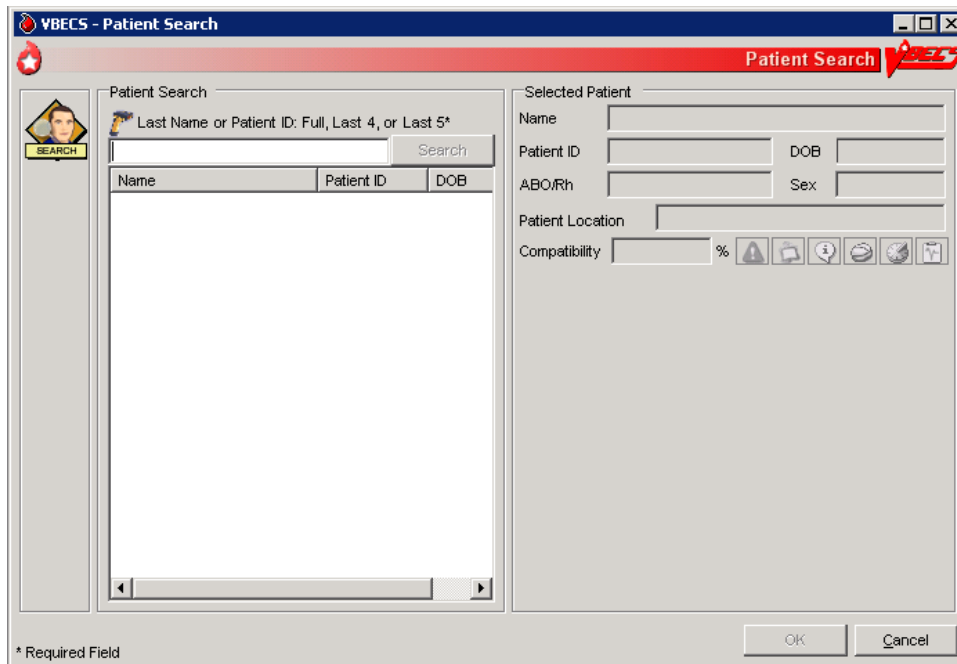 VBECS - Patient Search
Patient Search VBECS
SEARCH
Patient Search
Last Name or Patient ID: Full, Last 4, or Last 5*
Search
Name Patient ID DOB
Selected Patient
Name
Patient ID DOB
ABO/Rh Sex
Patient Location
Compatibility %
* Required Field
OK Cancel